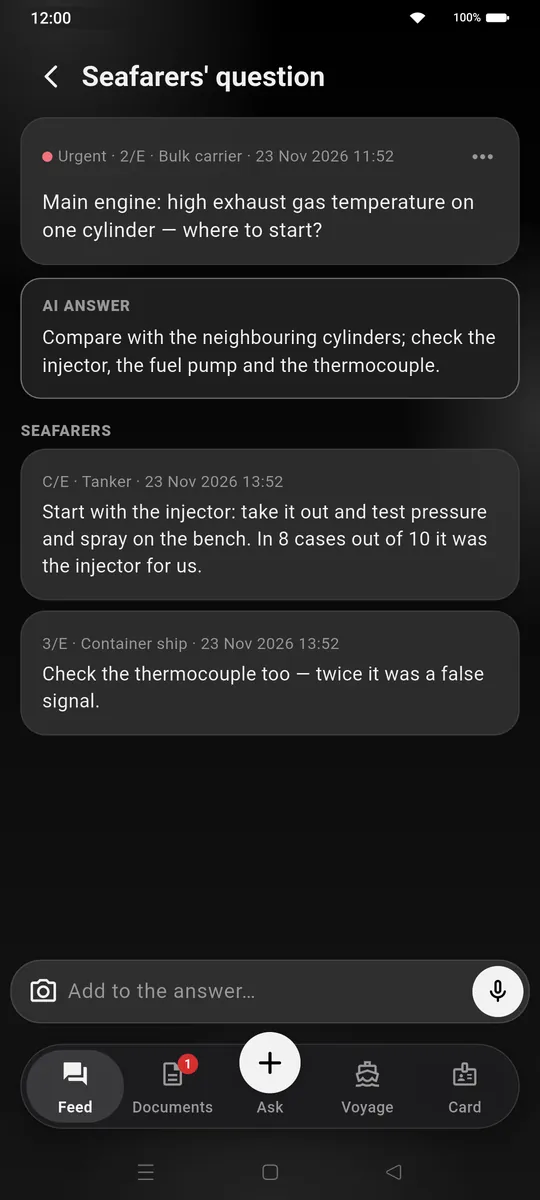 12:00
100%
Seafarers' question
Urgent · 2/E · Bulk carrier · 23 Nov 2026 11:52
Main engine: high exhaust gas temperature on
one cylinder — where to start?
AI ANSWER
Compare with the neighbouring cylinders; check the
injector, the fuel pump and the thermocouple.
SEAFARERS
C/E · Tanker · 23 Nov 2026 13:52
Start with the injector: take it out and test pressure
and spray on the bench. In 8 cases out of 10 it was
the injector for us.
3/E · Container ship · 23 Nov 2026 13:52
Check the thermocouple too — twice it was a false
signal.
Add to the answer…
1
Feed
Documents
Ask
Voyage
Card